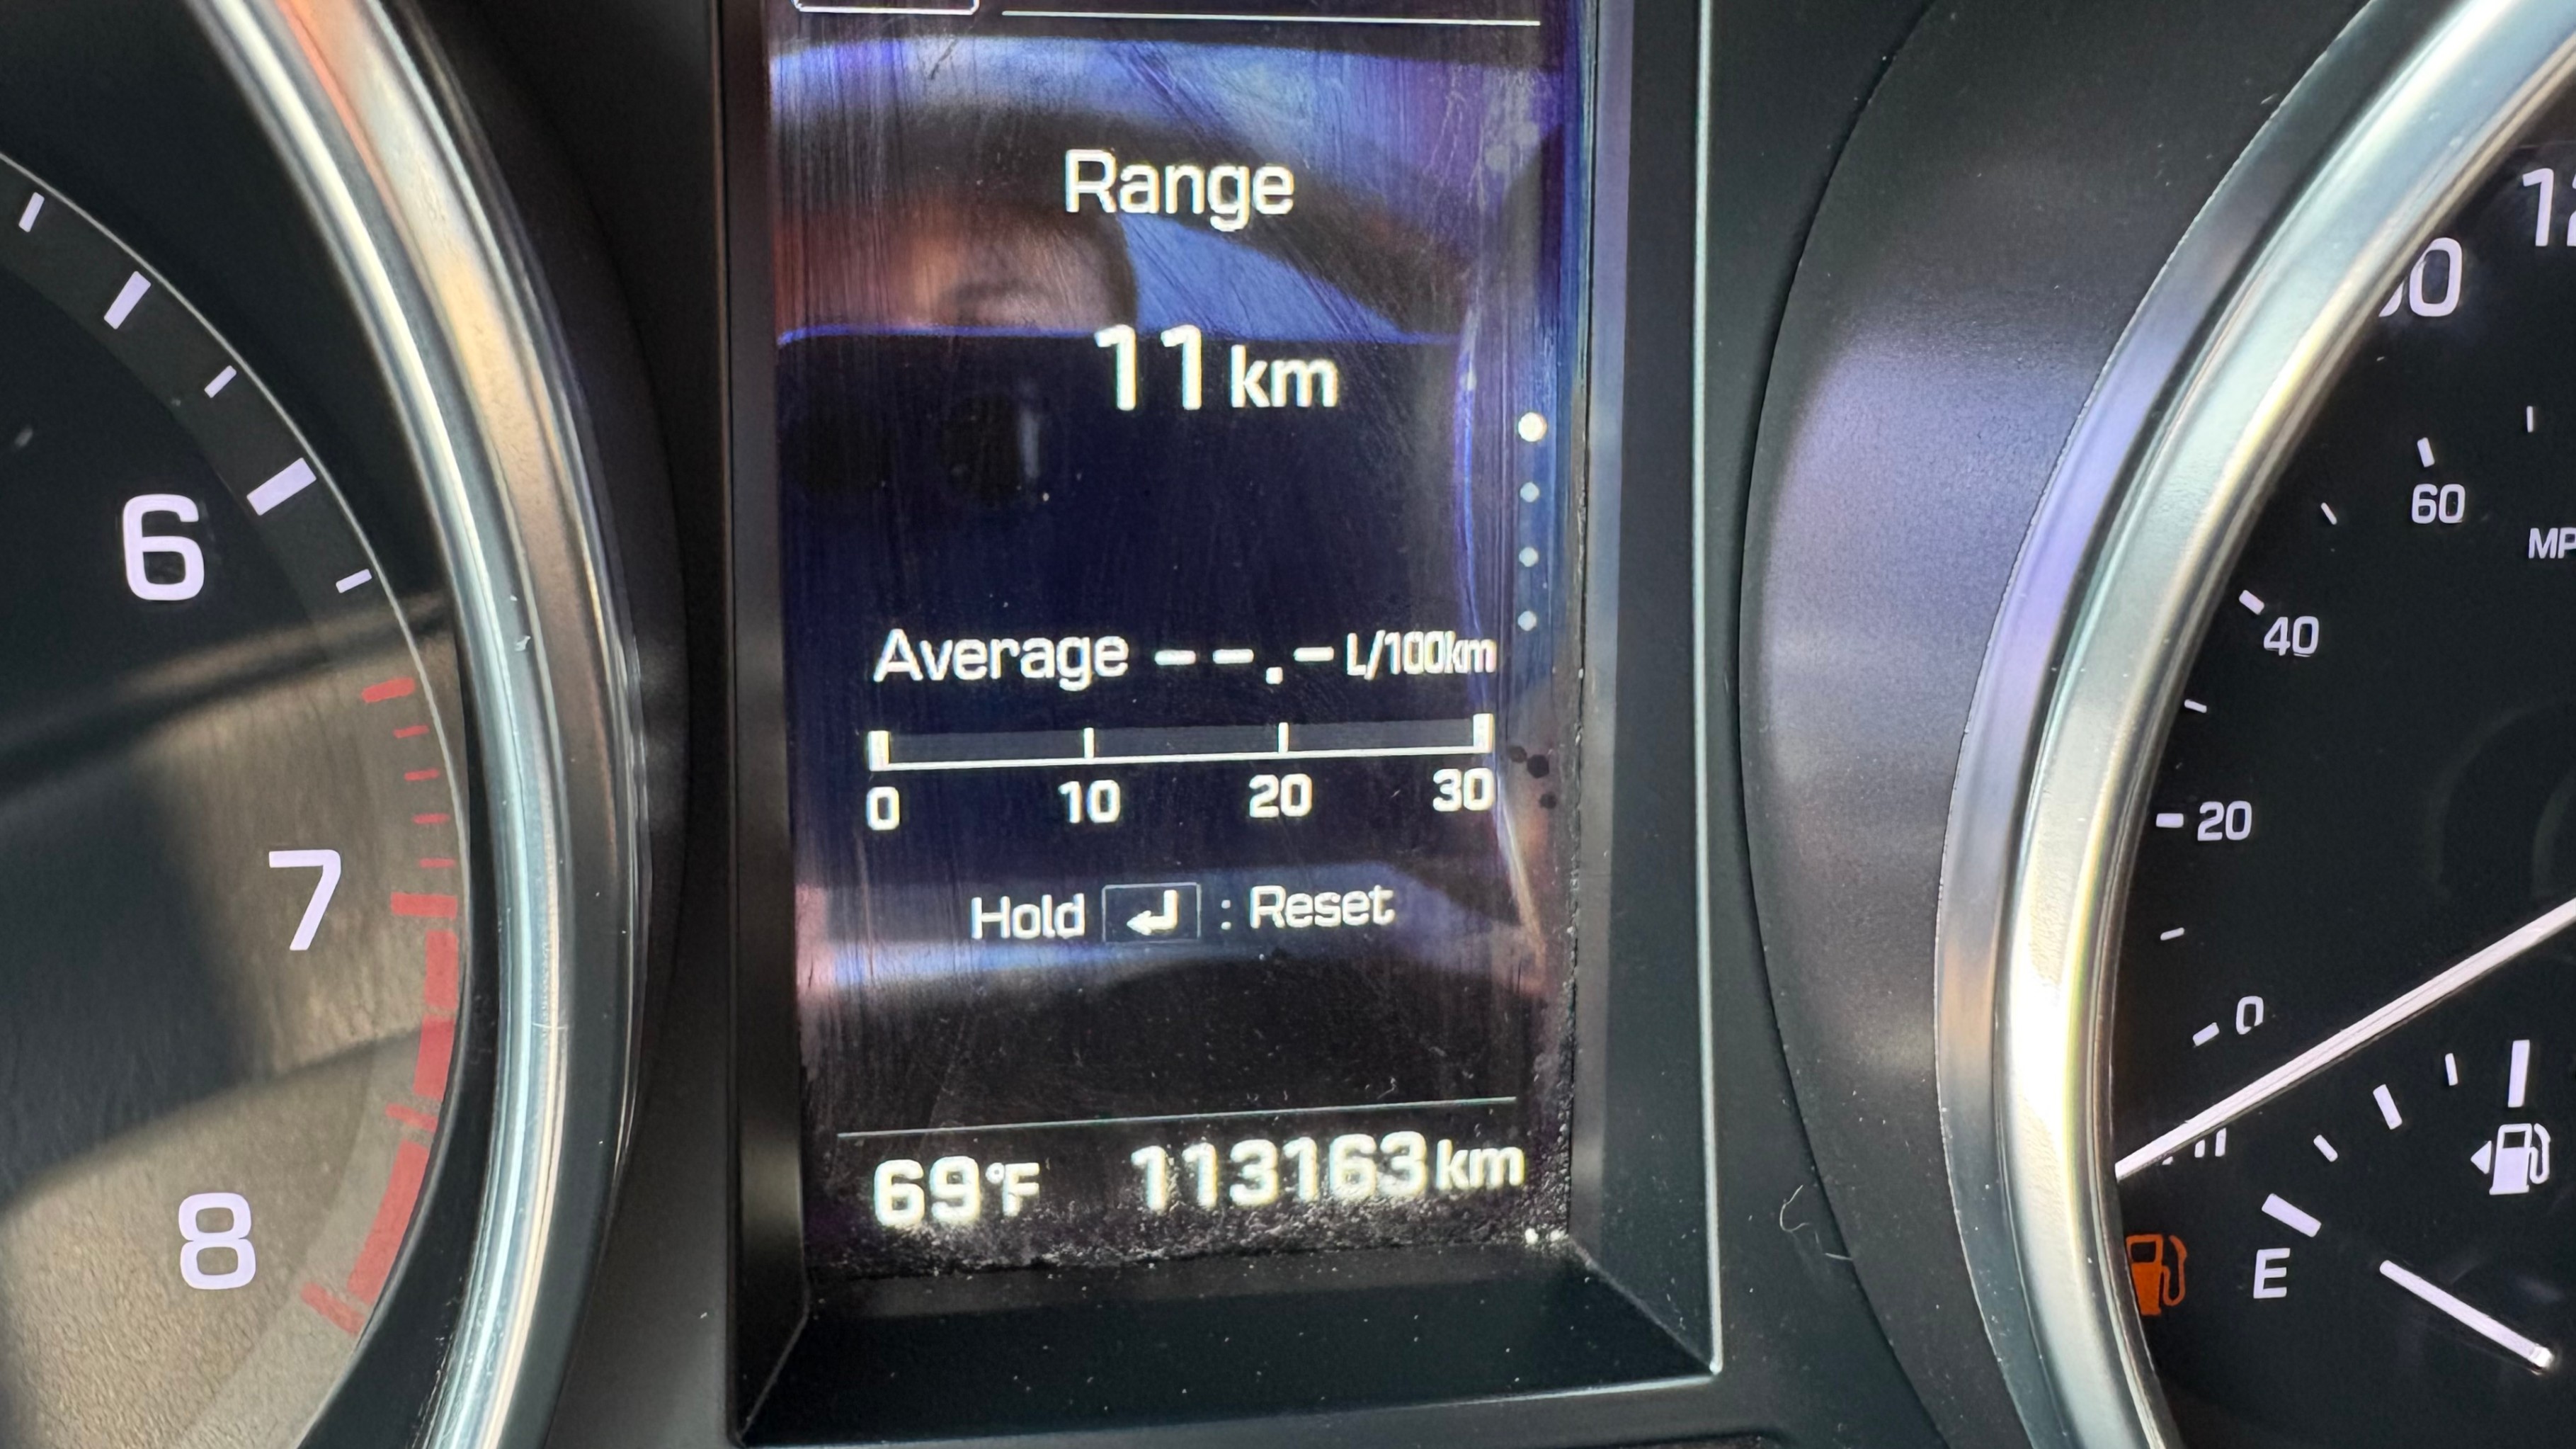 Range
11 km
Average --.- L/100km
0 10 20 30
Hold : Reset
69°F 113163 km
6
7
8
60
40
20
0
E